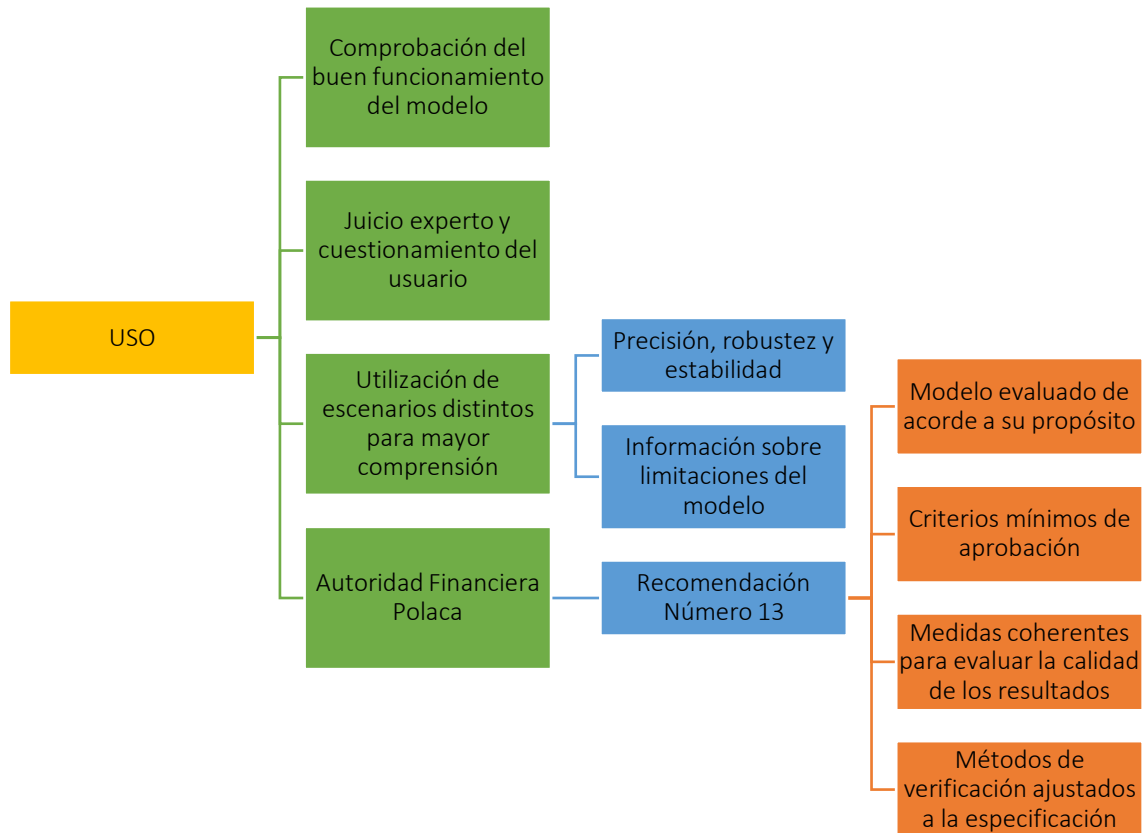 USO
Comprobación del
buen funcionamiento
del modelo
Juicio experto y
cuestionamiento del
usuario
Utilización de
escenarios distintos
para mayor
comprensión
Precisión, robustez y
estabilidad
Información sobre
limitaciones del
modelo
Autoridad Financiera
Polaca
Recomendación
Número 13
Modelo evaluado de
acorde a su propósito
Criterios mínimos de
aprobación
Medidas coherentes
para evaluar la calidad
de los resultados
Métodos de
verificación ajustados
a la especificación